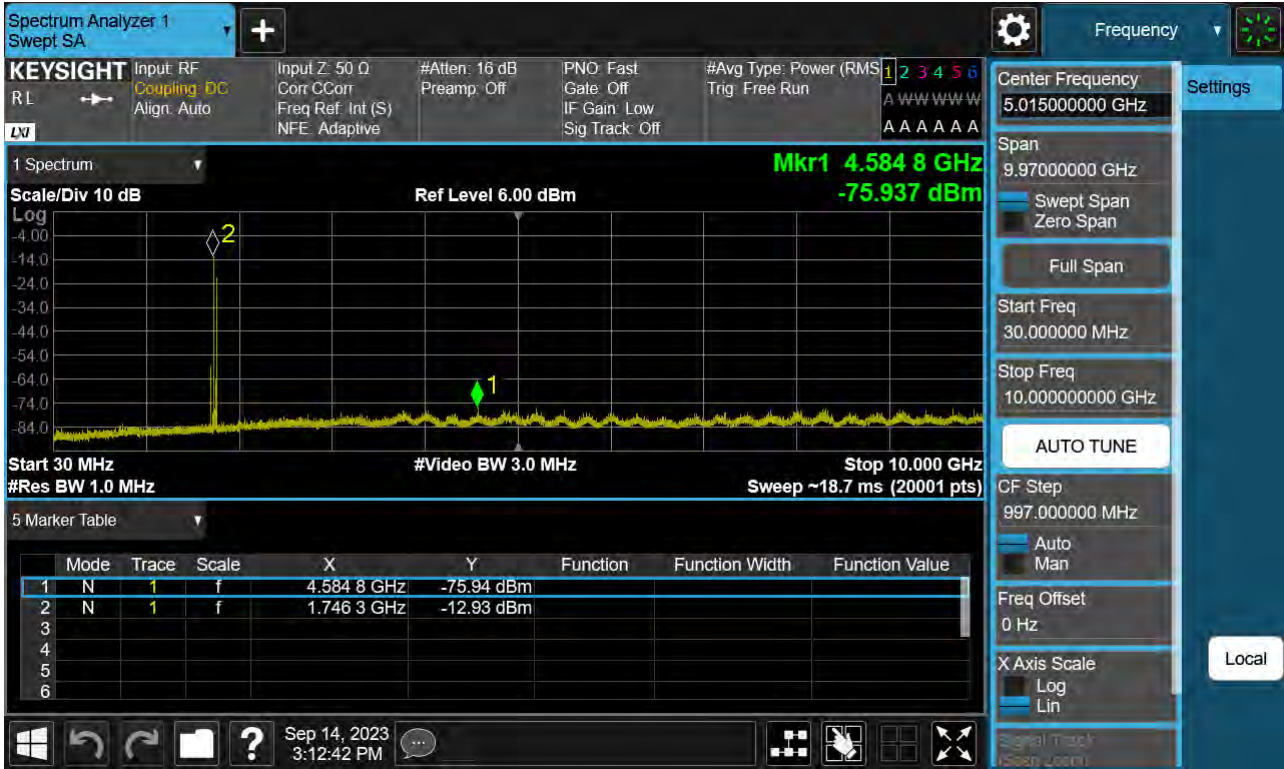 Spectrum Analyzer 1
Swept SA
+
Frequency
KEYSIGHT
RL
LXI
Input: RF
Coupling: DC
Align: Auto
Input Z: 50 Ω
Corr CCorr
Freq Ref: Int (S)
NFE: Adaptive
#Atten: 16 dB
Preamp: Off
PNO: Fast
Gate: Off
IF Gain: Low
Sig Track: Off
#Avg Type: Power (RMS
Trig: Free Run
1 2 3 4 5 6
A W W W W W
A A A A A A
1 Spectrum
Mkr1 4.584 8 GHz
-75.937 dBm
Scale/Div 10 dB
Ref Level 6.00 dBm
Log
-4.00
-14.0
-24.0
-34.0
-44.0
-54.0
-64.0
-74.0
-84.0
2
1
Start 30 MHz
#Video BW 3.0 MHz
Stop 10.000 GHz
#Res BW 1.0 MHz
Sweep ~18.7 ms (20001 pts)
5 Marker Table
Mode Trace Scale X Y Function Function Width Function Value
1 N 1 f 4.584 8 GHz -75.94 dBm
2 N 1 f 1.746 3 GHz -12.93 dBm
3
4
5
6
Center Frequency
5.015000000 GHz
Settings
Span
9.97000000 GHz
Swept Span
Zero Span
Full Span
Start Freq
30.000000 MHz
Stop Freq
10.000000000 GHz
AUTO TUNE
CF Step
997.000000 MHz
Auto
Man
Freq Offset
0 Hz
X Axis Scale
Log
Lin
Signal Track
(Span Zoom)
Local
?
Sep 14, 2023
3:12:42 PM